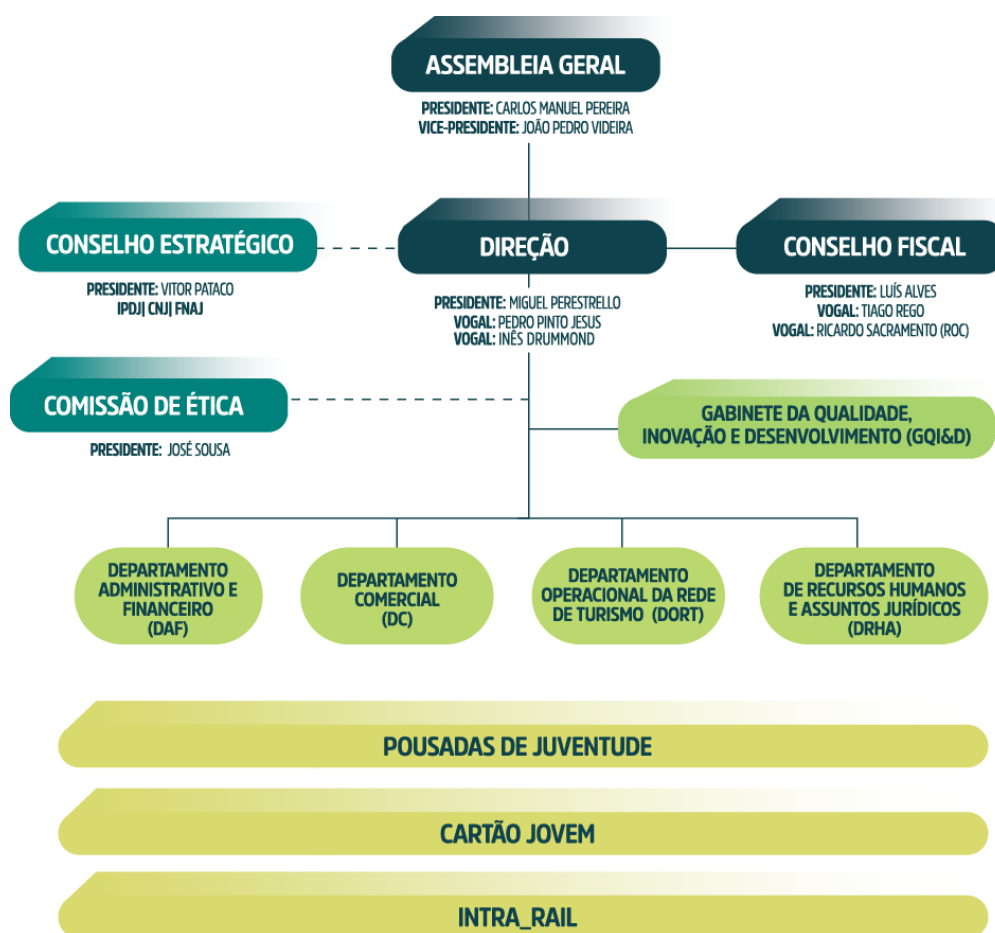 ASSEMBLEIA GERAL
PRESIDENTE: CARLOS MANUEL PEREIRA
VICE-PRESIDENTE: JOÃO PEDRO VIDEIRA
CONSELHO ESTRATÉGICO
PRESIDENTE: VITOR PATACO
IPDJ| CNJ| FNAJ
DIREÇÃO
PRESIDENTE: MIGUEL PERESTRELLO
VOGAL: PEDRO PINTO JESUS
VOGAL: INÊS DRUMMOND
CONSELHO FISCAL
PRESIDENTE: LUÍS ALVES
VOGAL: TIAGO REGO
VOGAL: RICARDO SACRAMENTO (ROC)
COMISSÃO DE ÉTICA
PRESIDENTE: JOSÉ SOUSA
GABINETE DA QUALIDADE,
INOVAÇÃO E DESENVOLVIMENTO (GQI&D)
DEPARTAMENTO
ADMINISTRATIVO E
FINANCEIRO
(DAF)
DEPARTAMENTO
COMERCIAL
(DC)
DEPARTAMENTO
OPERACIONAL DA REDE
DE TURISMO (DORT)
DEPARTAMENTO
DE RECURSOS HUMANOS
E ASSUNTOS JURÍDICOS
(DRHA)
POUSADAS DE JUVENTUDE
CARTÃO JOVEM
INTRA_RAIL